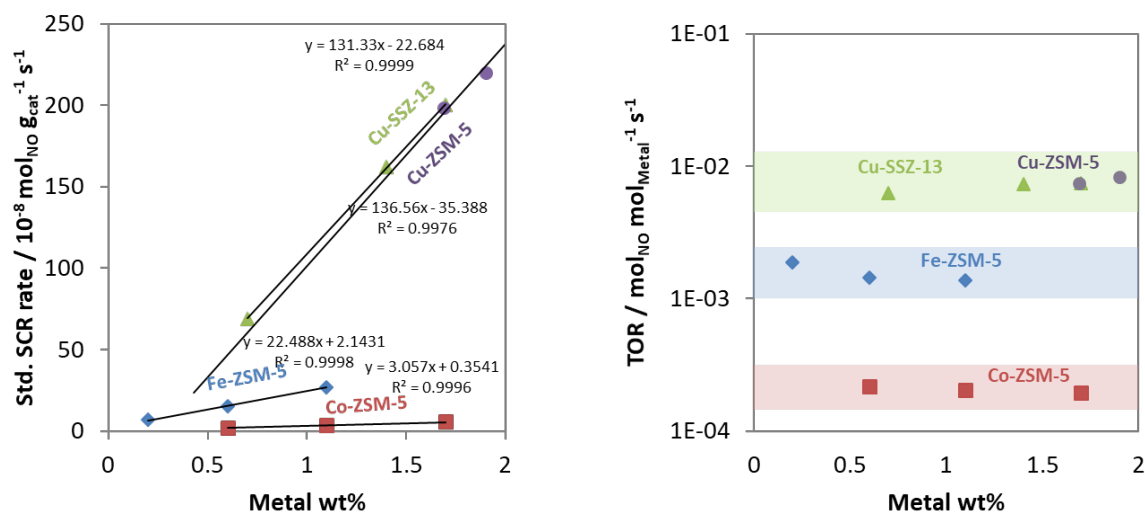 Std. SCR rate / 10⁻⁸ mol_NO g_cat⁻¹ s⁻¹
250
200
150
100
50
0
0
0.5
1
1.5
2
Metal wt%
y = 131.33x - 22.684
R² = 0.9999
Cu-SSZ-13
Cu-ZSM-5
136.56x - 35.388
R² = 0.9976
y = 22.488x + 2.1431
R² = 0.9998
y = 3.057x + 0.3541
R² = 0.9996
Fe-ZSM-5
Co-ZSM-5
TOR / mol_NO mol_Metal⁻¹ s⁻¹
1E-01
1E-02
1E-03
1E-04
0
0.5
1
1.5
2
Metal wt%
Cu-SSZ-13
Cu-ZSM-5
Fe-ZSM-5
Co-ZSM-5